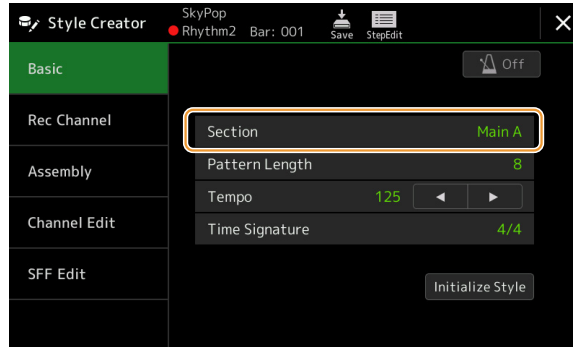 Style Creator
SkyPop
Rhythm2 Bar: 001
Save
StepEdit
Basic
Off
Rec Channel
Section Main A
Assembly
Pattern Length 8
Tempo 125
Channel Edit
Time Signature 4/4
SFF Edit
Initialize Style